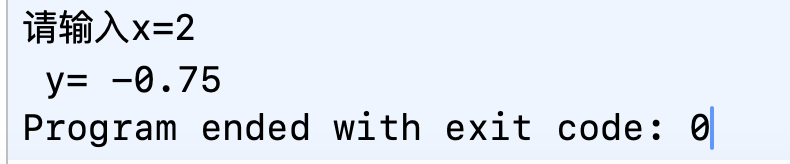 请输入x=2
y= -0.75
Program ended with exit code: 0